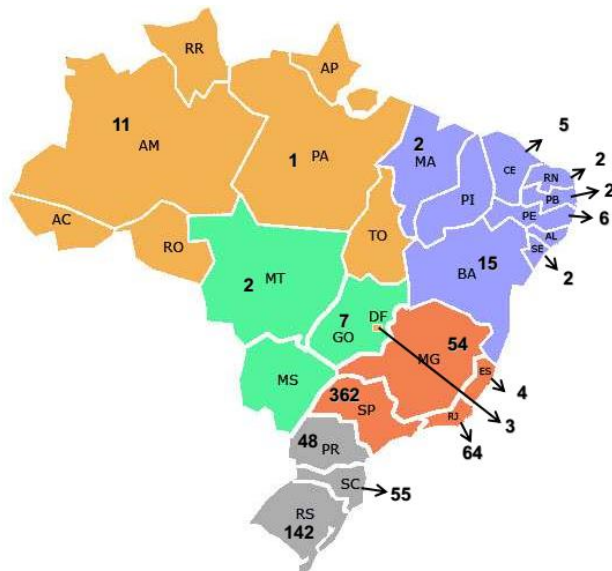 RR
AP
11
AM
1 PA
2
MA
5
CE
RN
2
PB
2
PI
PE
6
AL
SE
2
AC
RO
TO
BA
15
2 MT
7
GO
DF
3
MS
54
MG
ES
4
362
SP
RJ
64
48
PR
SC
55
RS
142